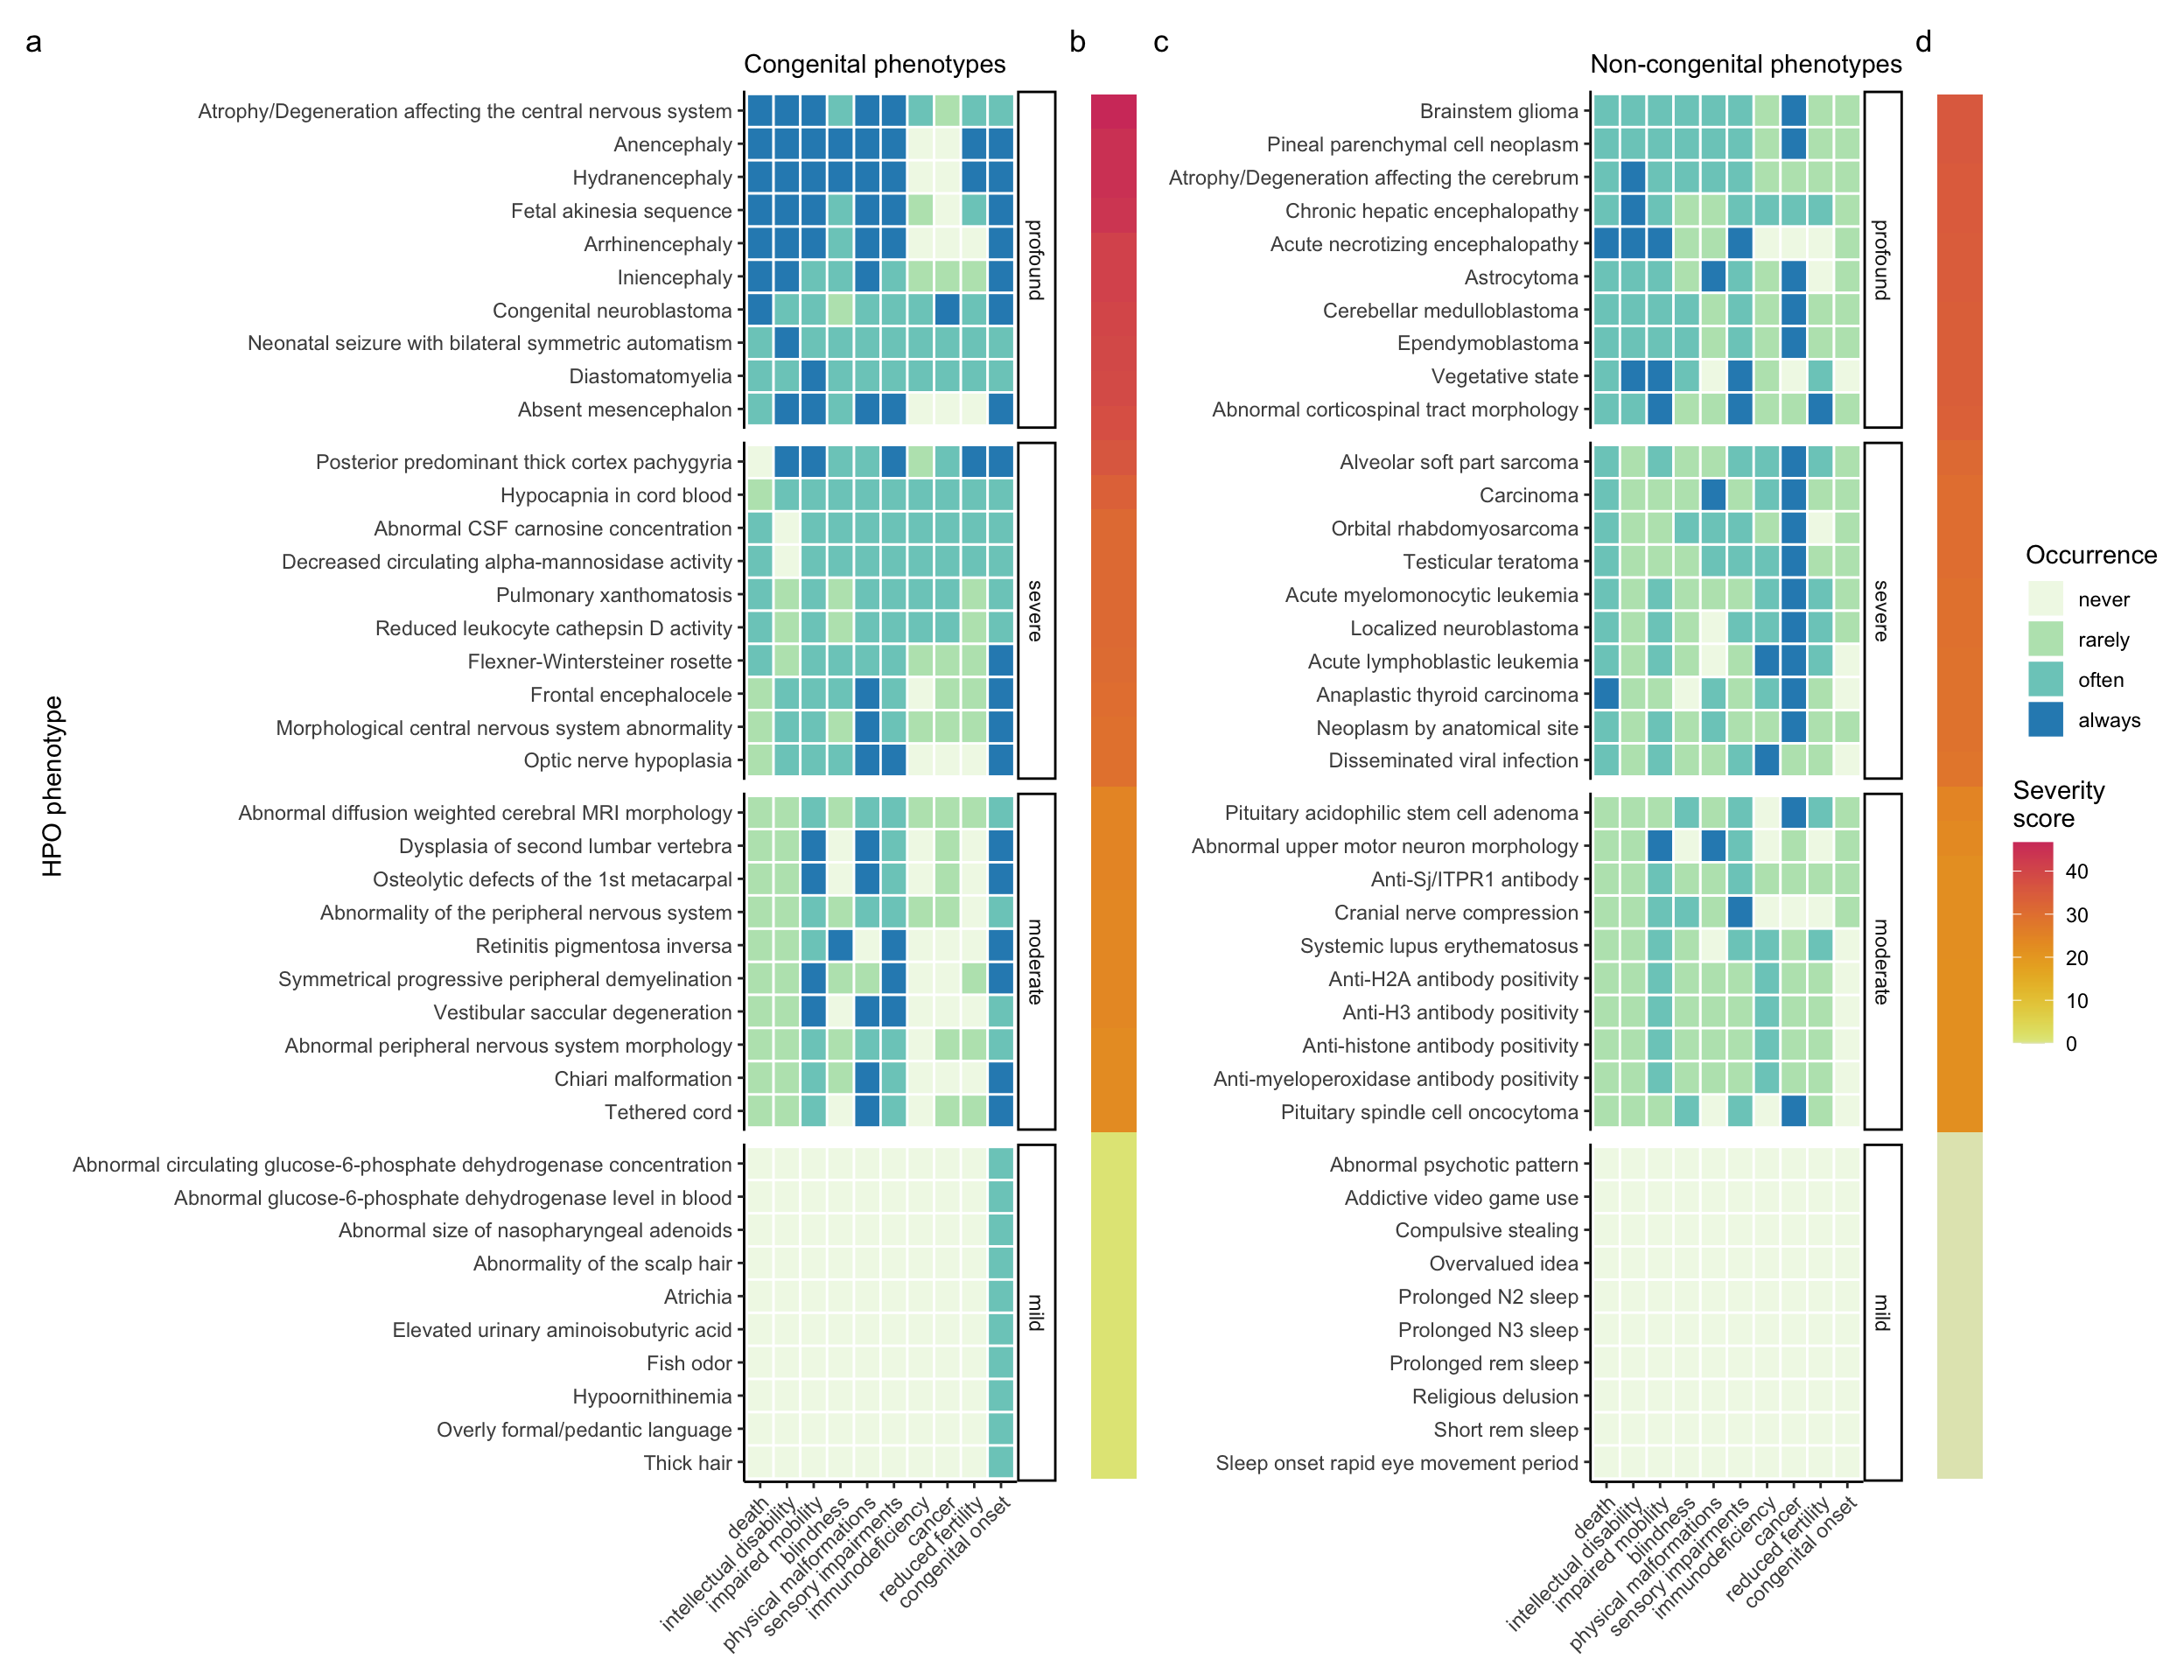 a
b
c
d
Congenital phenotypes
Non-congenital phenotypes
HPO phenotype
Atrophy/Degeneration affecting the central nervous system
Anencephaly
Hydranencephaly
Fetal akinesia sequence
Arrhinencephaly
Iniencephaly
Congenital neuroblastoma
Neonatal seizure with bilateral symmetric automatism
Diastomatomyelia
Absent mesencephalon
profound
Posterior predominant thick cortex pachygyria
Hypocapnia in cord blood
Abnormal CSF carnosine concentration
Decreased circulating alpha-mannosidase activity
Pulmonary xanthomatosis
Reduced leukocyte cathepsin D activity
Flexner-Wintersteiner rosette
Frontal encephalocele
Morphological central nervous system abnormality
Optic nerve hypoplasia
severe
Abnormal diffusion weighted cerebral MRI morphology
Dysplasia of second lumbar vertebra
Osteolytic defects of the 1st metacarpal
Abnormality of the peripheral nervous system
Retinitis pigmentosa inversa
Symmetrical progressive peripheral demyelination
Vestibular saccular degeneration
Abnormal peripheral nervous system morphology
Chiari malformation
Tethered cord
moderate
Abnormal circulating glucose-6-phosphate dehydrogenase concentration
Abnormal glucose-6-phosphate dehydrogenase level in blood
Abnormal size of nasopharyngeal adenoids
Abnormality of the scalp hair
Atrichia
Elevated urinary aminoisobutyric acid
Fish odor
Hypoornithinemia
Overly formal/pedantic language
Thick hair
mild
death
intellectual disability
impaired mobility
blindness
physical malformations
sensory impairments
immunodeficiency
cancer
reduced fertility
congenital onset
Brainstem glioma
Pineal parenchymal cell neoplasm
Atrophy/Degeneration affecting the cerebrum
Chronic hepatic encephalopathy
Acute necrotizing encephalopathy
Astrocytoma
Cerebellar medulloblastoma
Ependymoblastoma
Vegetative state
Abnormal corticospinal tract morphology
profound
Alveolar soft part sarcoma
Carcinoma
Orbital rhabdomyosarcoma
Testicular teratoma
Acute myelomonocytic leukemia
Localized neuroblastoma
Acute lymphoblastic leukemia
Anaplastic thyroid carcinoma
Neoplasm by anatomical site
Disseminated viral infection
severe
Pituitary acidophilic stem cell adenoma
Abnormal upper motor neuron morphology
Anti-Sj/ITPR1 antibody
Cranial nerve compression
Systemic lupus erythematosus
Anti-H2A antibody positivity
Anti-H3 antibody positivity
Anti-histone antibody positivity
Anti-myeloperoxidase antibody positivity
Pituitary spindle cell oncocytoma
moderate
Abnormal psychotic pattern
Addictive video game use
Compulsive stealing
Overvalued idea
Prolonged N2 sleep
Prolonged N3 sleep
Prolonged rem sleep
Religious delusion
Short rem sleep
Sleep onset rapid eye movement period
mild
death
intellectual disability
impaired mobility
blindness
physical malformations
sensory impairments
immunodeficiency
cancer
reduced fertility
congenital onset
Occurrence
never
rarely
often
always
Severity
score
40
30
20
10
0